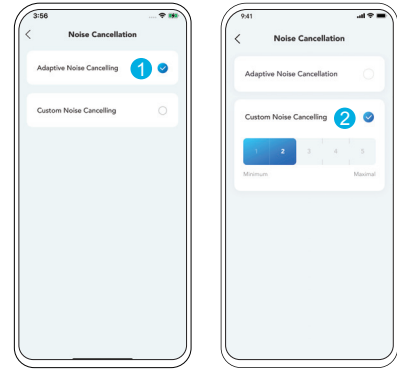 3:56
Noise Cancellation
Adaptive Noise Cancelling 1
Custom Noise Cancelling
9:41
Noise Cancellation
Adaptive Noise Cancellation
Custom Noise Cancelling 2
1 2 3 4 5
Minimum Maximal